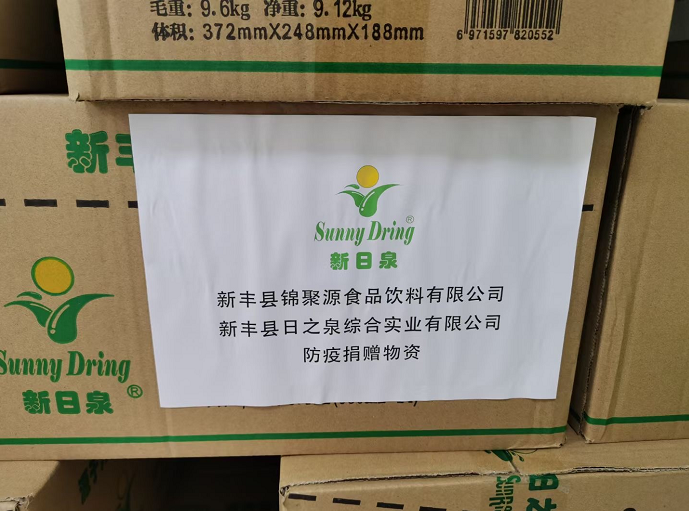 毛重：9.6kg 净重：9.12kg
体积：372mmX248mmX188mm
6 971597 820552
新丰
Sunny Dring®
新日泉
新丰县锦聚源食品饮料有限公司
新丰县日之泉综合实业有限公司
防疫捐赠物资
Sunny Dring®
新日泉